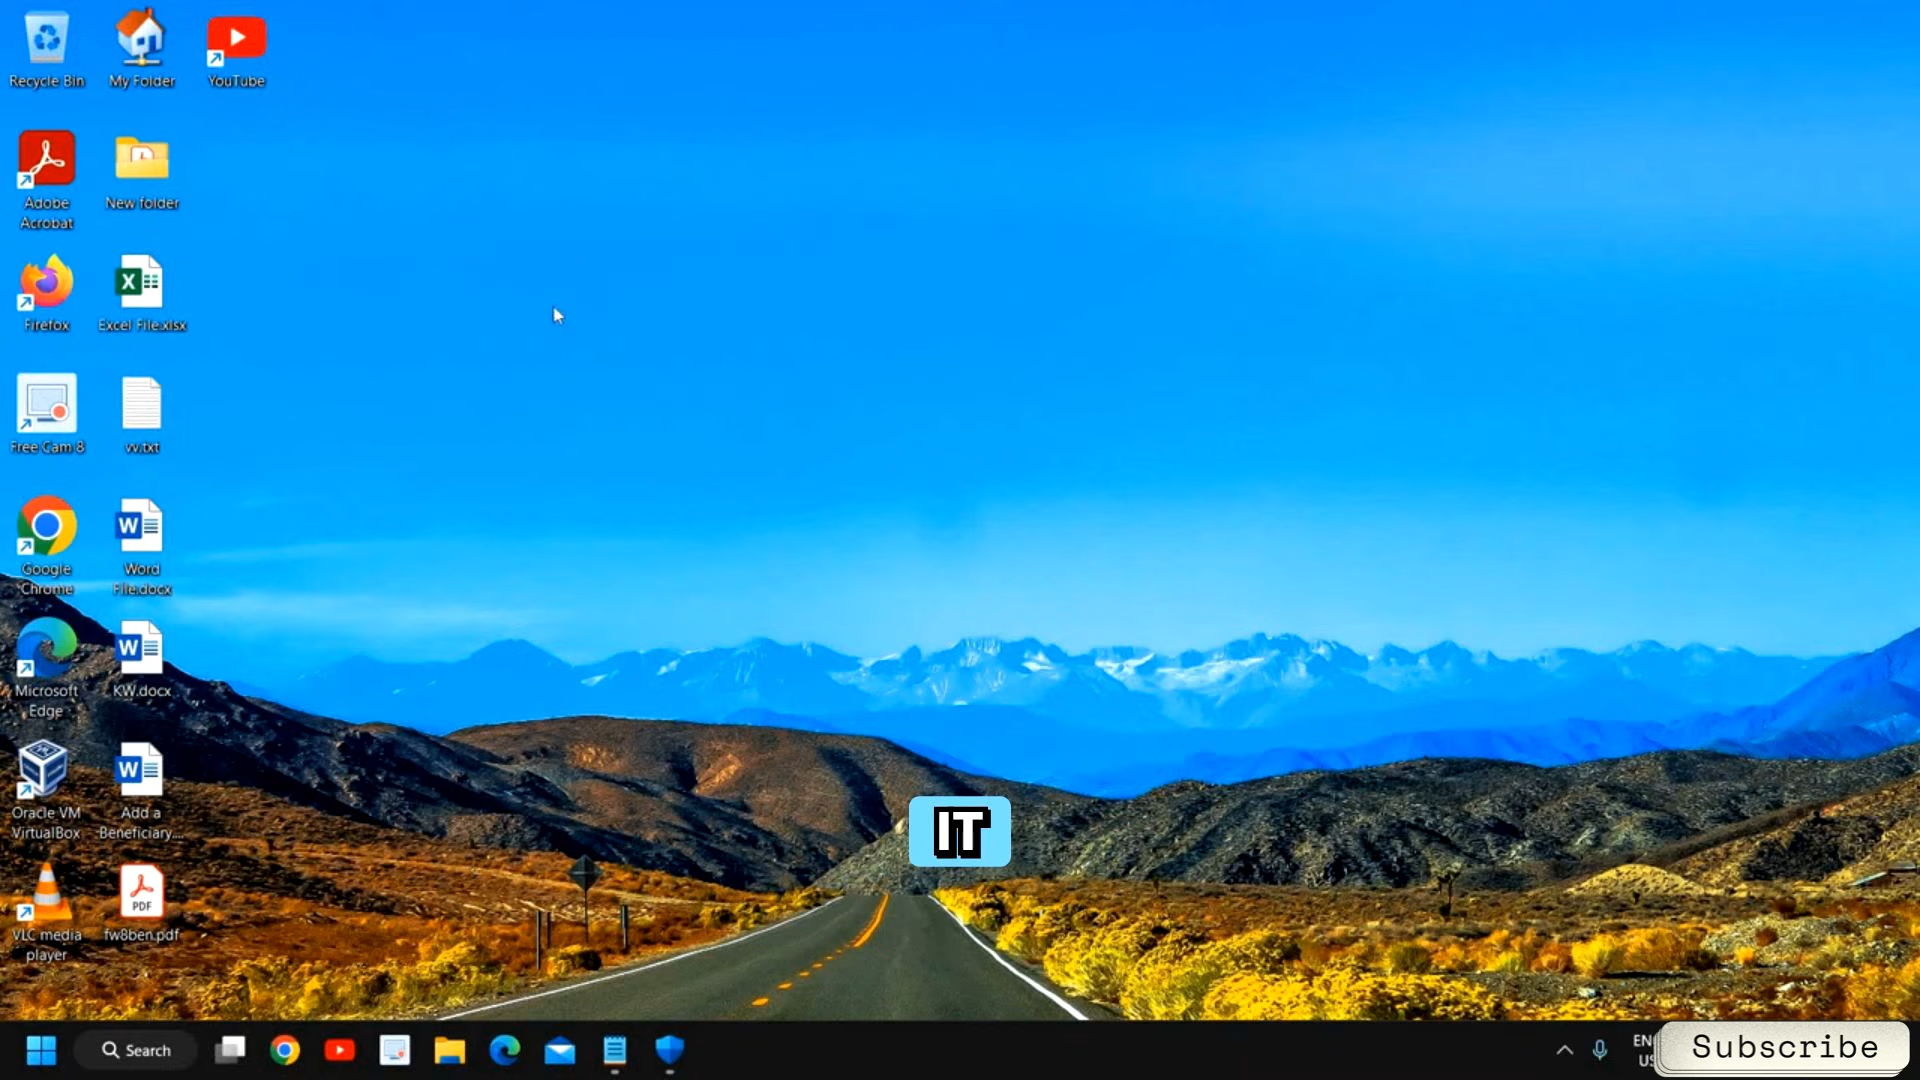 Recycle Bin
My Folder
YouTube
Adobe
Acrobat
New folder
Firefox
Excel File.xlsx
Free Cam 8
vv.txt
Google
Chrome
Word
File.docx
Microsoft
Edge
KW.docx
Oracle VM
VirtualBox
Add a
Beneficiary....
VLC media
player
PDF
fw8ben.pdf
IT
Search
EN
US
Subscribe